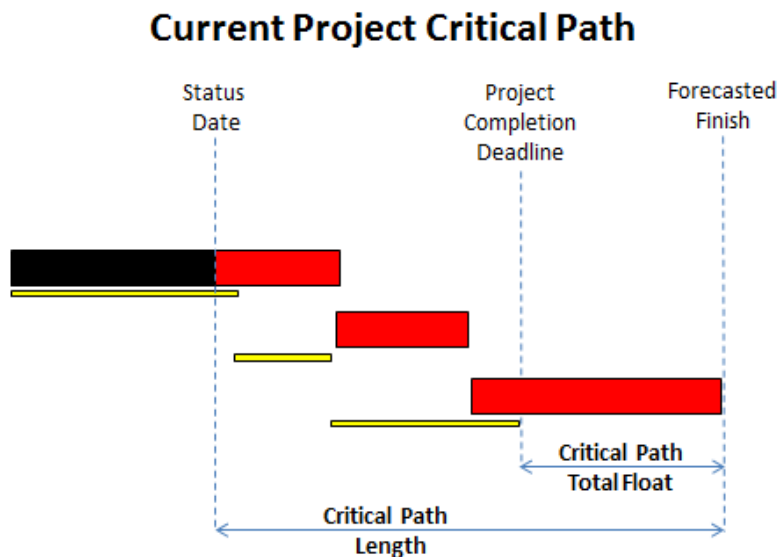 Current Project Critical Path
Status
Date
Project
Completion
Deadline
Forecasted
Finish
Critical Path
Total Float
Critical Path
Length